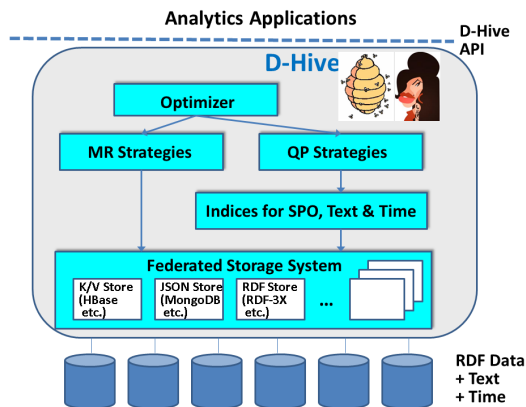 Analytics Applications
D-Hive
API
D-Hive
Optimizer
MR Strategies
QP Strategies
Indices for SPO, Text & Time
Federated Storage System
K/V Store
(HBase
etc.)
JSON Store
(MongoDB
etc.)
RDF Store
(RDF-3X
etc.)
...
RDF Data
+ Text
+ Time